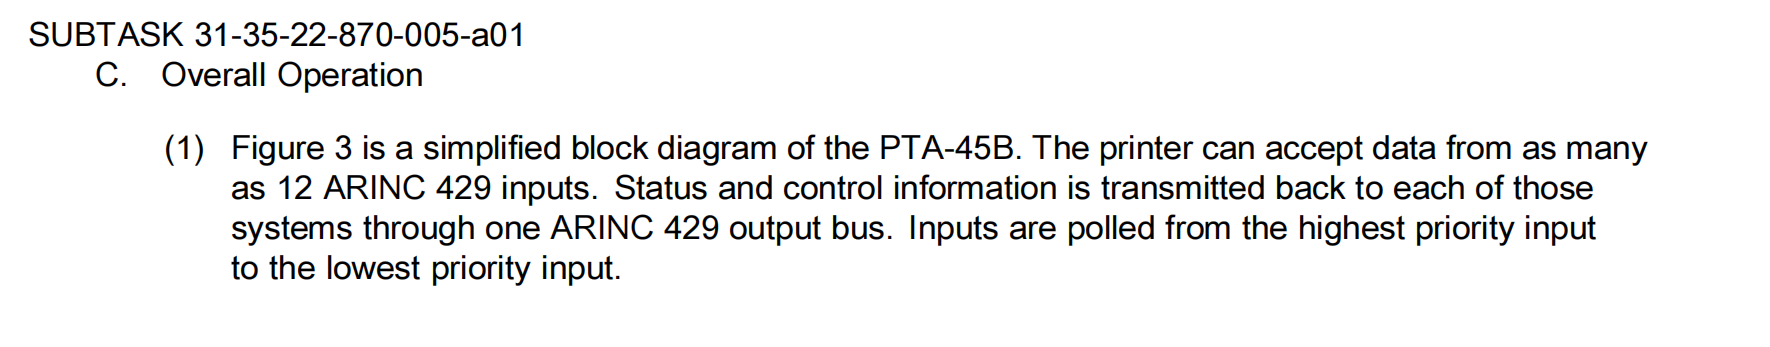 SUBTASK 31-35-22-870-005-a01
C. Overall Operation
(1) Figure 3 is a simplified block diagram of the PTA-45B. The printer can accept data from as many
as 12 ARINC 429 inputs. Status and control information is transmitted back to each of those
systems through one ARINC 429 output bus. Inputs are polled from the highest priority input
to the lowest priority input.